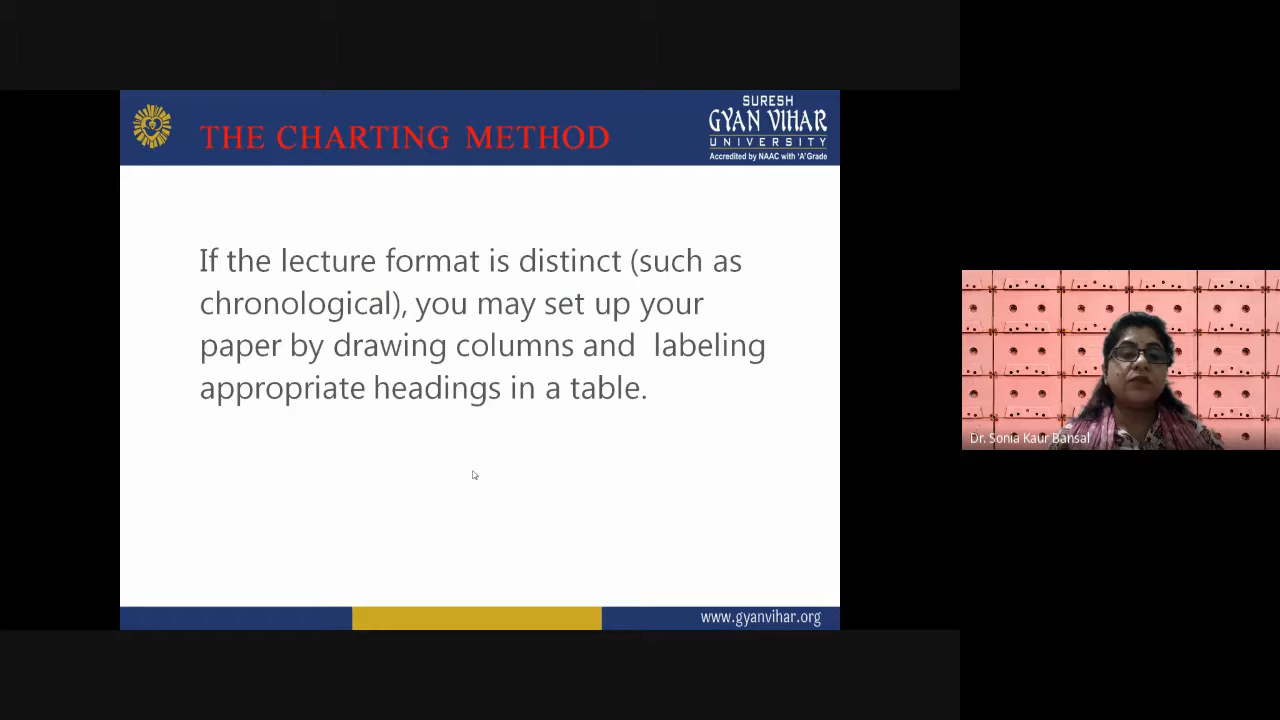 THE CHARTING METHOD
SURESH
GYAN VIHAR
UNIVERSITY
Accredited by NAAC with 'A' Grade
If the lecture format is distinct (such as
chronological), you may set up your
paper by drawing columns and labeling
appropriate headings in a table.
Dr. Sonia Kaur Bansal
www.gyanvihar.org